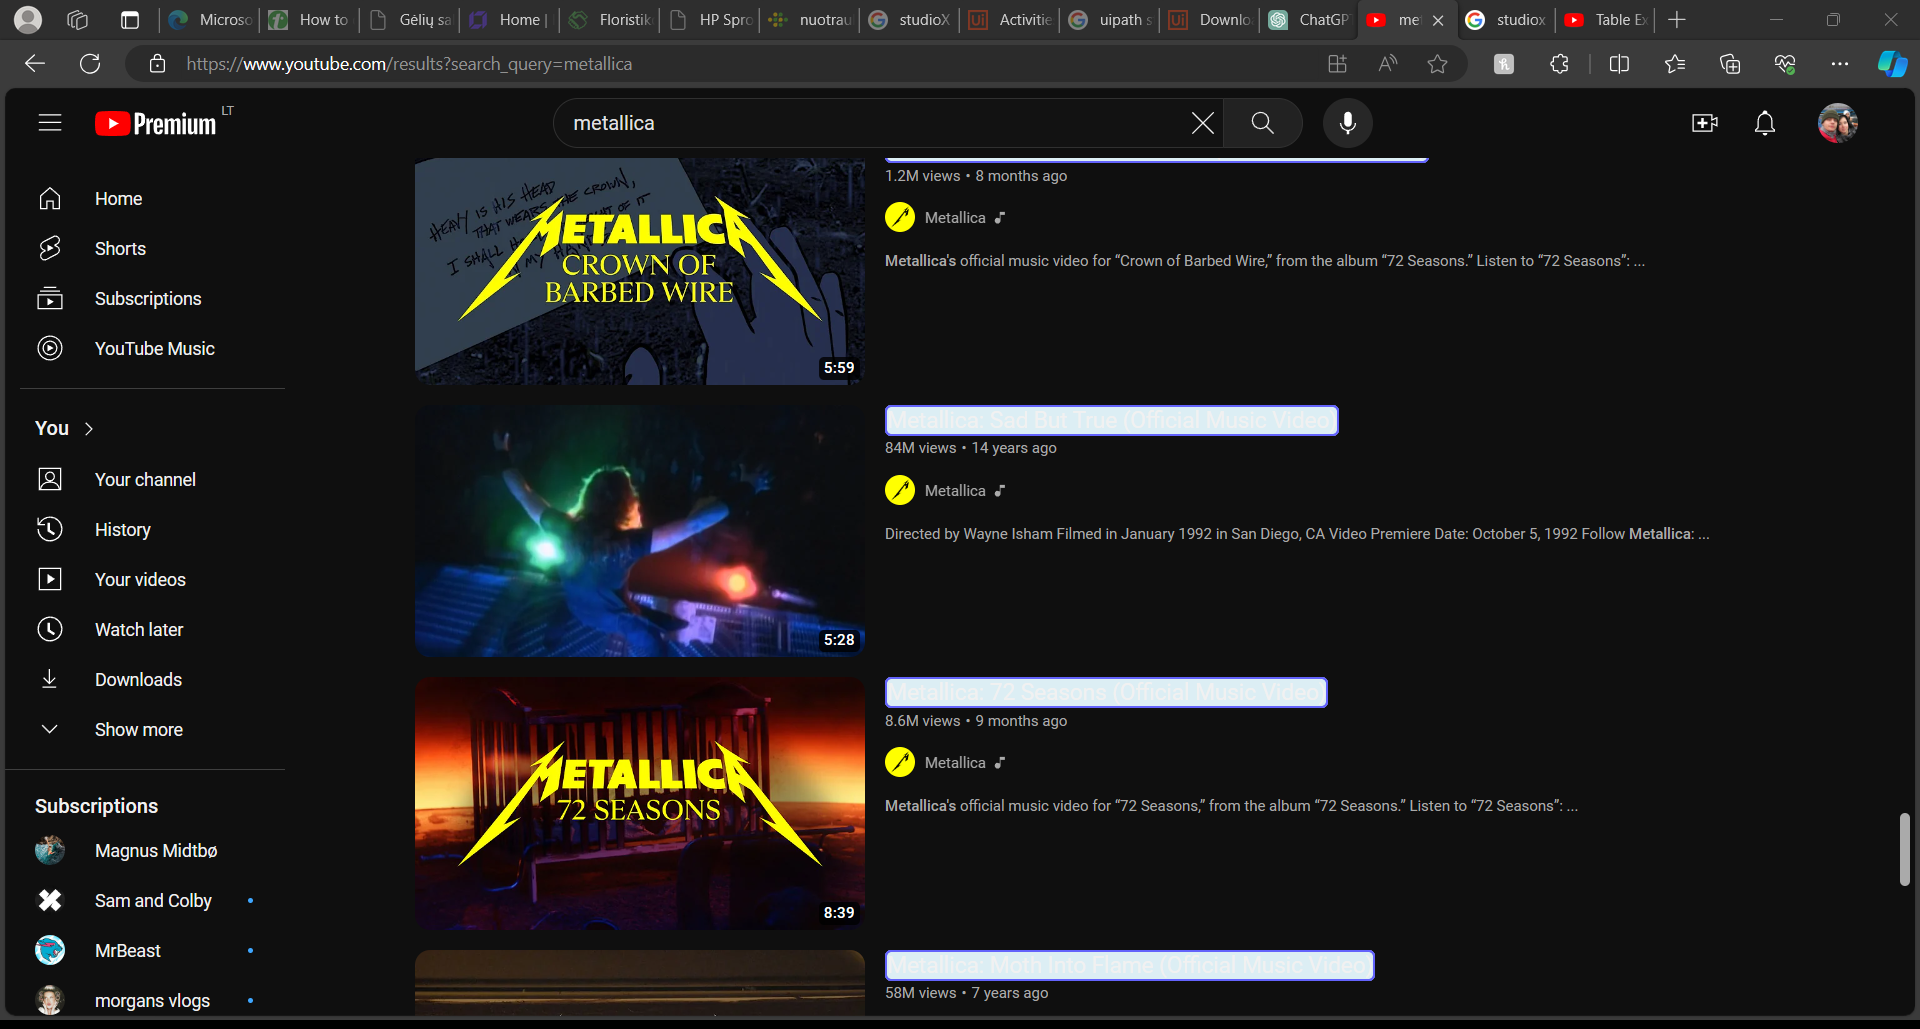 Microso
How to
Gėlių sa
Home |
Floristik
HP Spro
nuotrau
studioX
Activitie
uipath s
Downlo
ChatGP
me
studiox
Table Ex
https://www.youtube.com/results?search_query=metallica
Premium LT
metallica
Home
Shorts
Subscriptions
YouTube Music
You
Your channel
History
Your videos
Watch later
Downloads
Show more
Subscriptions
Magnus Midtbø
Sam and Colby
MrBeast
morgans vlogs
HEAVY IS HIS HEAD
THAT WEARS THE CROWN,
METALLICA
CROWN OF
BARBED WIRE
5:59
1.2M views • 8 months ago
Metallica
Metallica's official music video for “Crown of Barbed Wire,” from the album “72 Seasons.” Listen to “72 Seasons”: ...
5:28
Metallica: Sad But True (Official Music Video)
84M views • 14 years ago
Metallica
Directed by Wayne Isham Filmed in January 1992 in San Diego, CA Video Premiere Date: October 5, 1992 Follow Metallica: ...
METALLICA
72 SEASONS
8:39
Metallica: 72 Seasons (Official Music Video)
8.6M views • 9 months ago
Metallica
Metallica's official music video for “72 Seasons,” from the album “72 Seasons.” Listen to “72 Seasons”: ...
Metallica: Moth Into Flame (Official Music Video)
58M views • 7 years ago